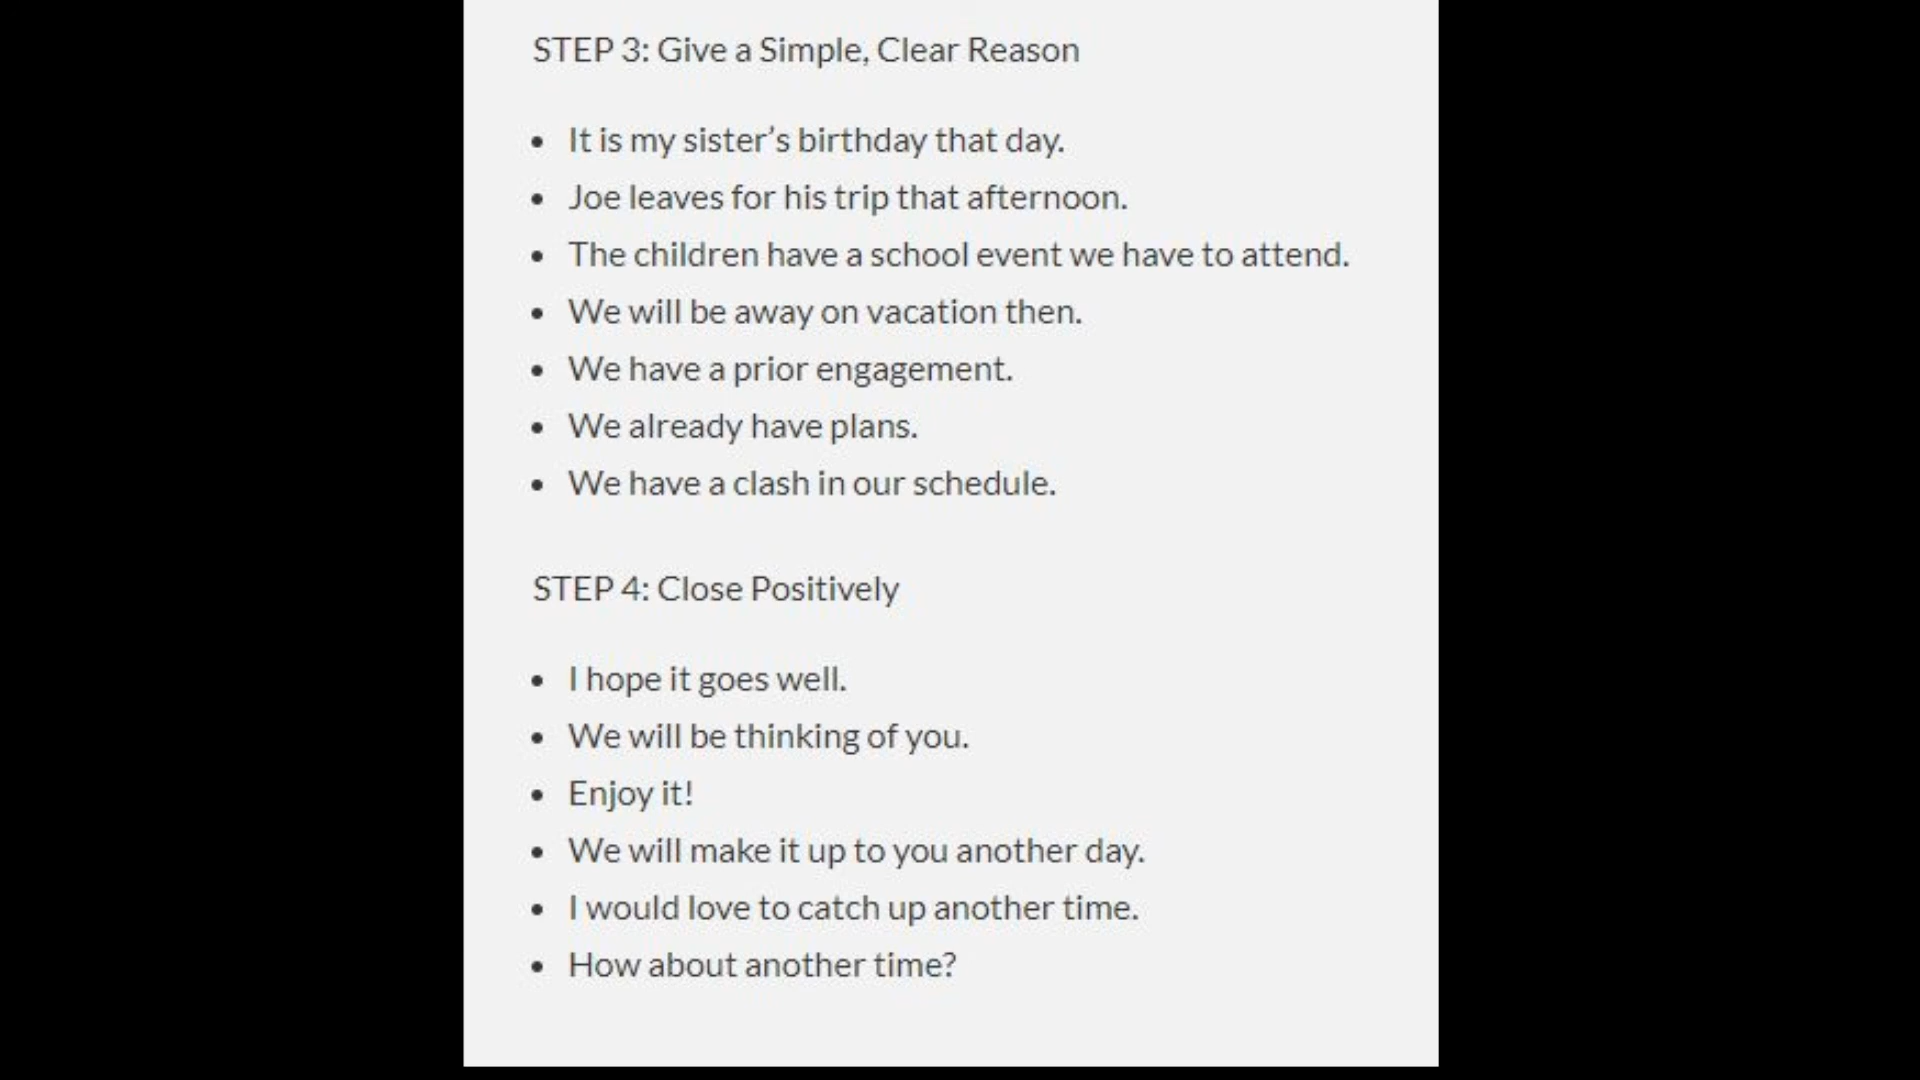 STEP 3: Give a Simple, Clear Reason
• It is my sister’s birthday that day.
• Joe leaves for his trip that afternoon.
• The children have a school event we have to attend.
• We will be away on vacation then.
• We have a prior engagement.
• We already have plans.
• We have a clash in our schedule.
STEP 4: Close Positively
• I hope it goes well.
• We will be thinking of you.
• Enjoy it!
• We will make it up to you another day.
• I would love to catch up another time.
• How about another time?